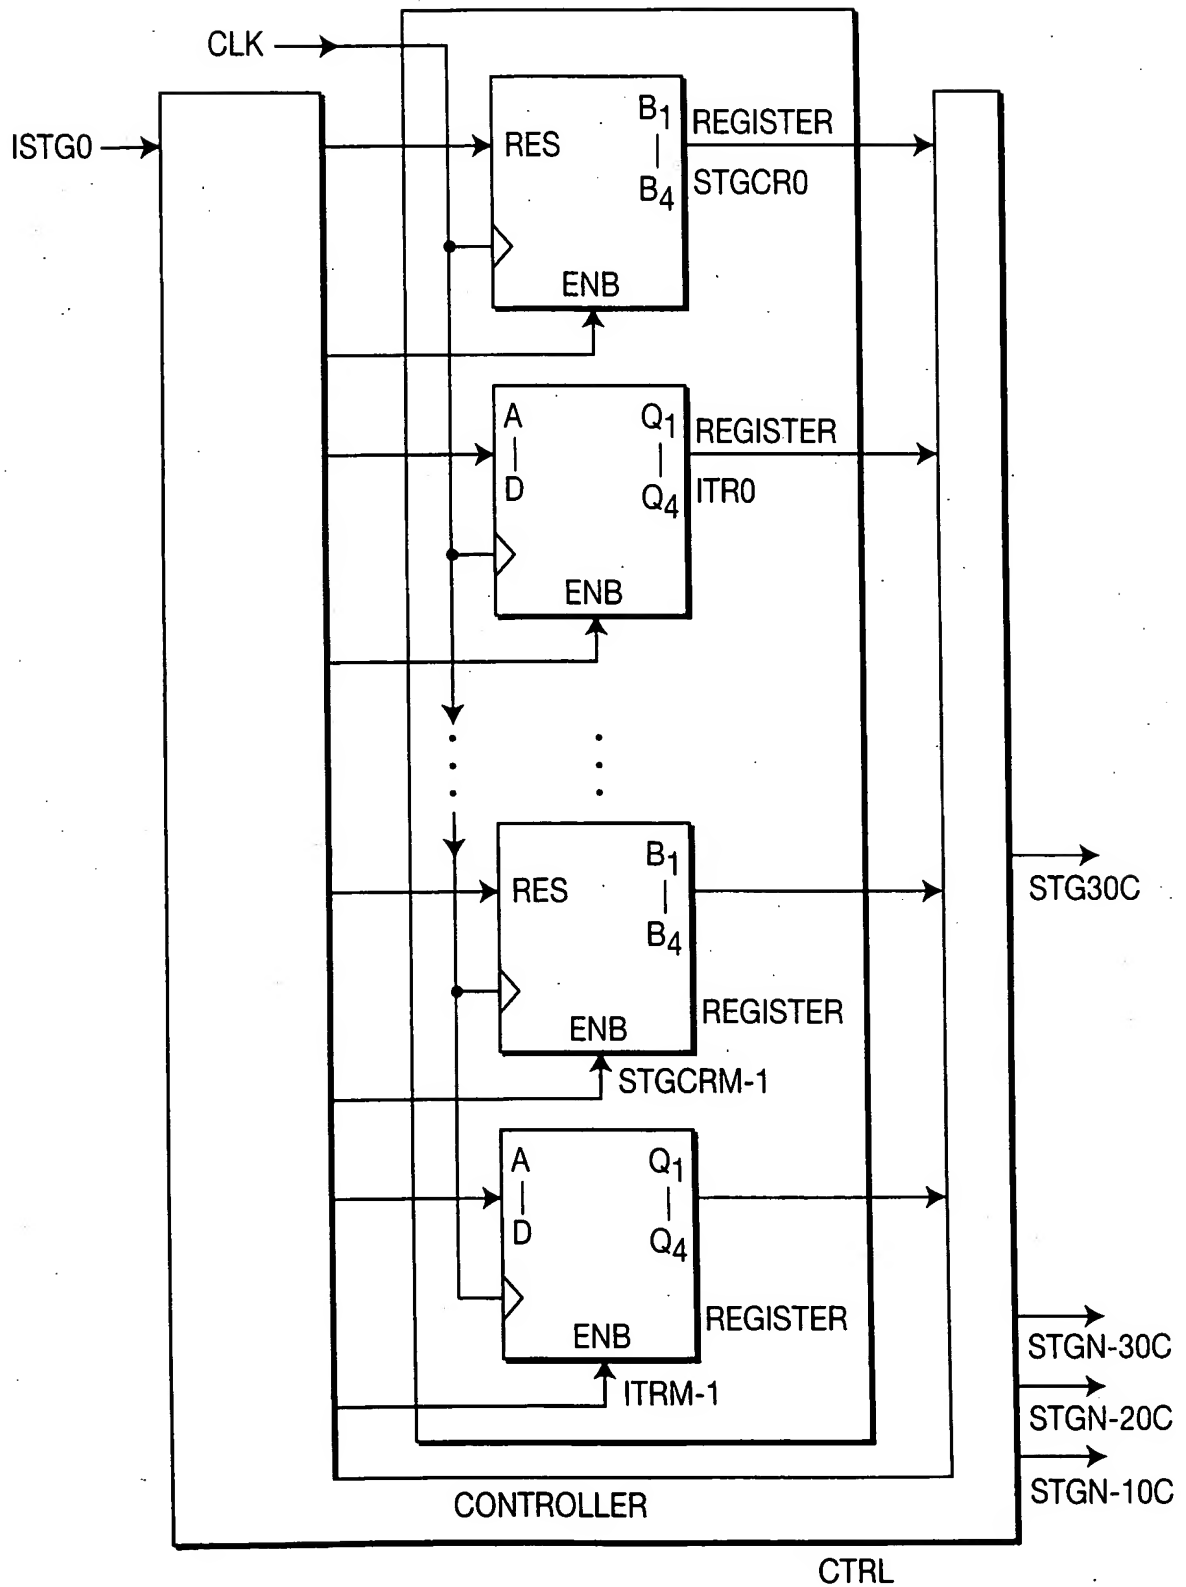 CLK
ISTG0
RES
B1
B4
REGISTER
STGCR0
ENB
A
D
Q1
Q4
REGISTER
ITR0
ENB
RES
B1
B4
STG30C
ENB
REGISTER
STGCRM-1
A
D
Q1
Q4
ENB
REGISTER
ITRM-1
STGN-30C
STGN-20C
STGN-10C
CONTROLLER
CTRL